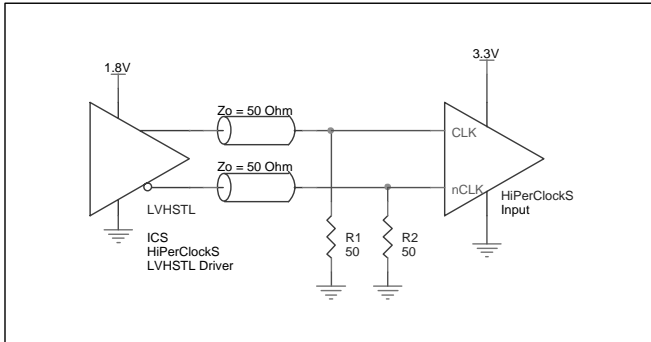 1.8V
3.3V
Zo = 50 Ohm
CLK
Zo = 50 Ohm
nCLK
LVHSTL
HiPerClockS
Input
ICS
HiPerClockS
LVHSTL Driver
R1
50
R2
50